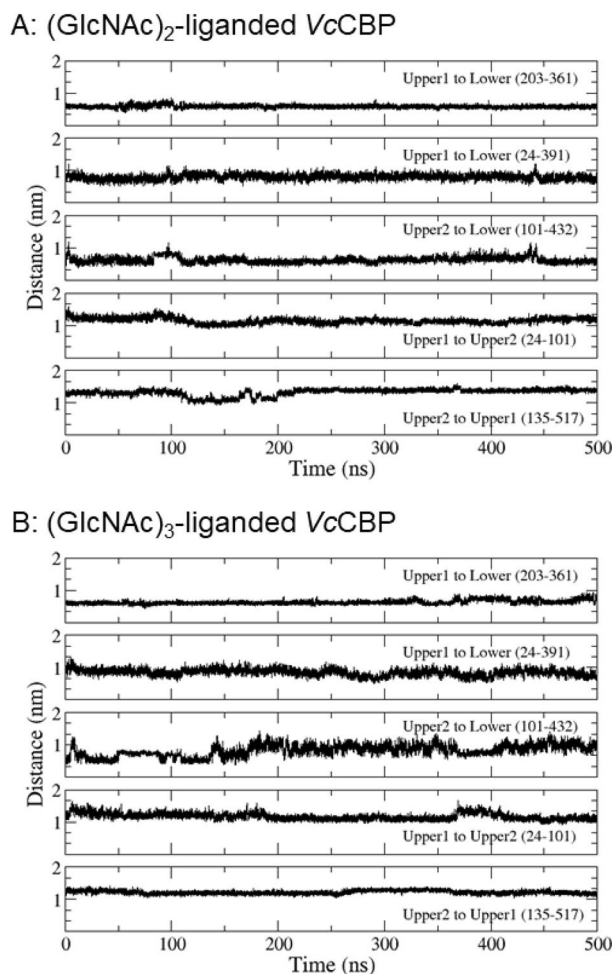 A: (GlcNAc)2-liganded VcCBP
2
1
Upper1 to Lower (203-361)
2
1
Upper1 to Lower (24-391)
2
1
Upper2 to Lower (101-432)
Distance (nm)
2
1
Upper1 to Upper2 (24-101)
2
1
Upper2 to Upper1 (135-517)
0 100 200 300 400 500
Time (ns)
B: (GlcNAc)3-liganded VcCBP
2
1
Upper1 to Lower (203-361)
2
1
Upper1 to Lower (24-391)
2
1
Upper2 to Lower (101-432)
Distance (nm)
2
1
Upper1 to Upper2 (24-101)
2
1
Upper2 to Upper1 (135-517)
0 100 200 300 400 500
Time (ns)